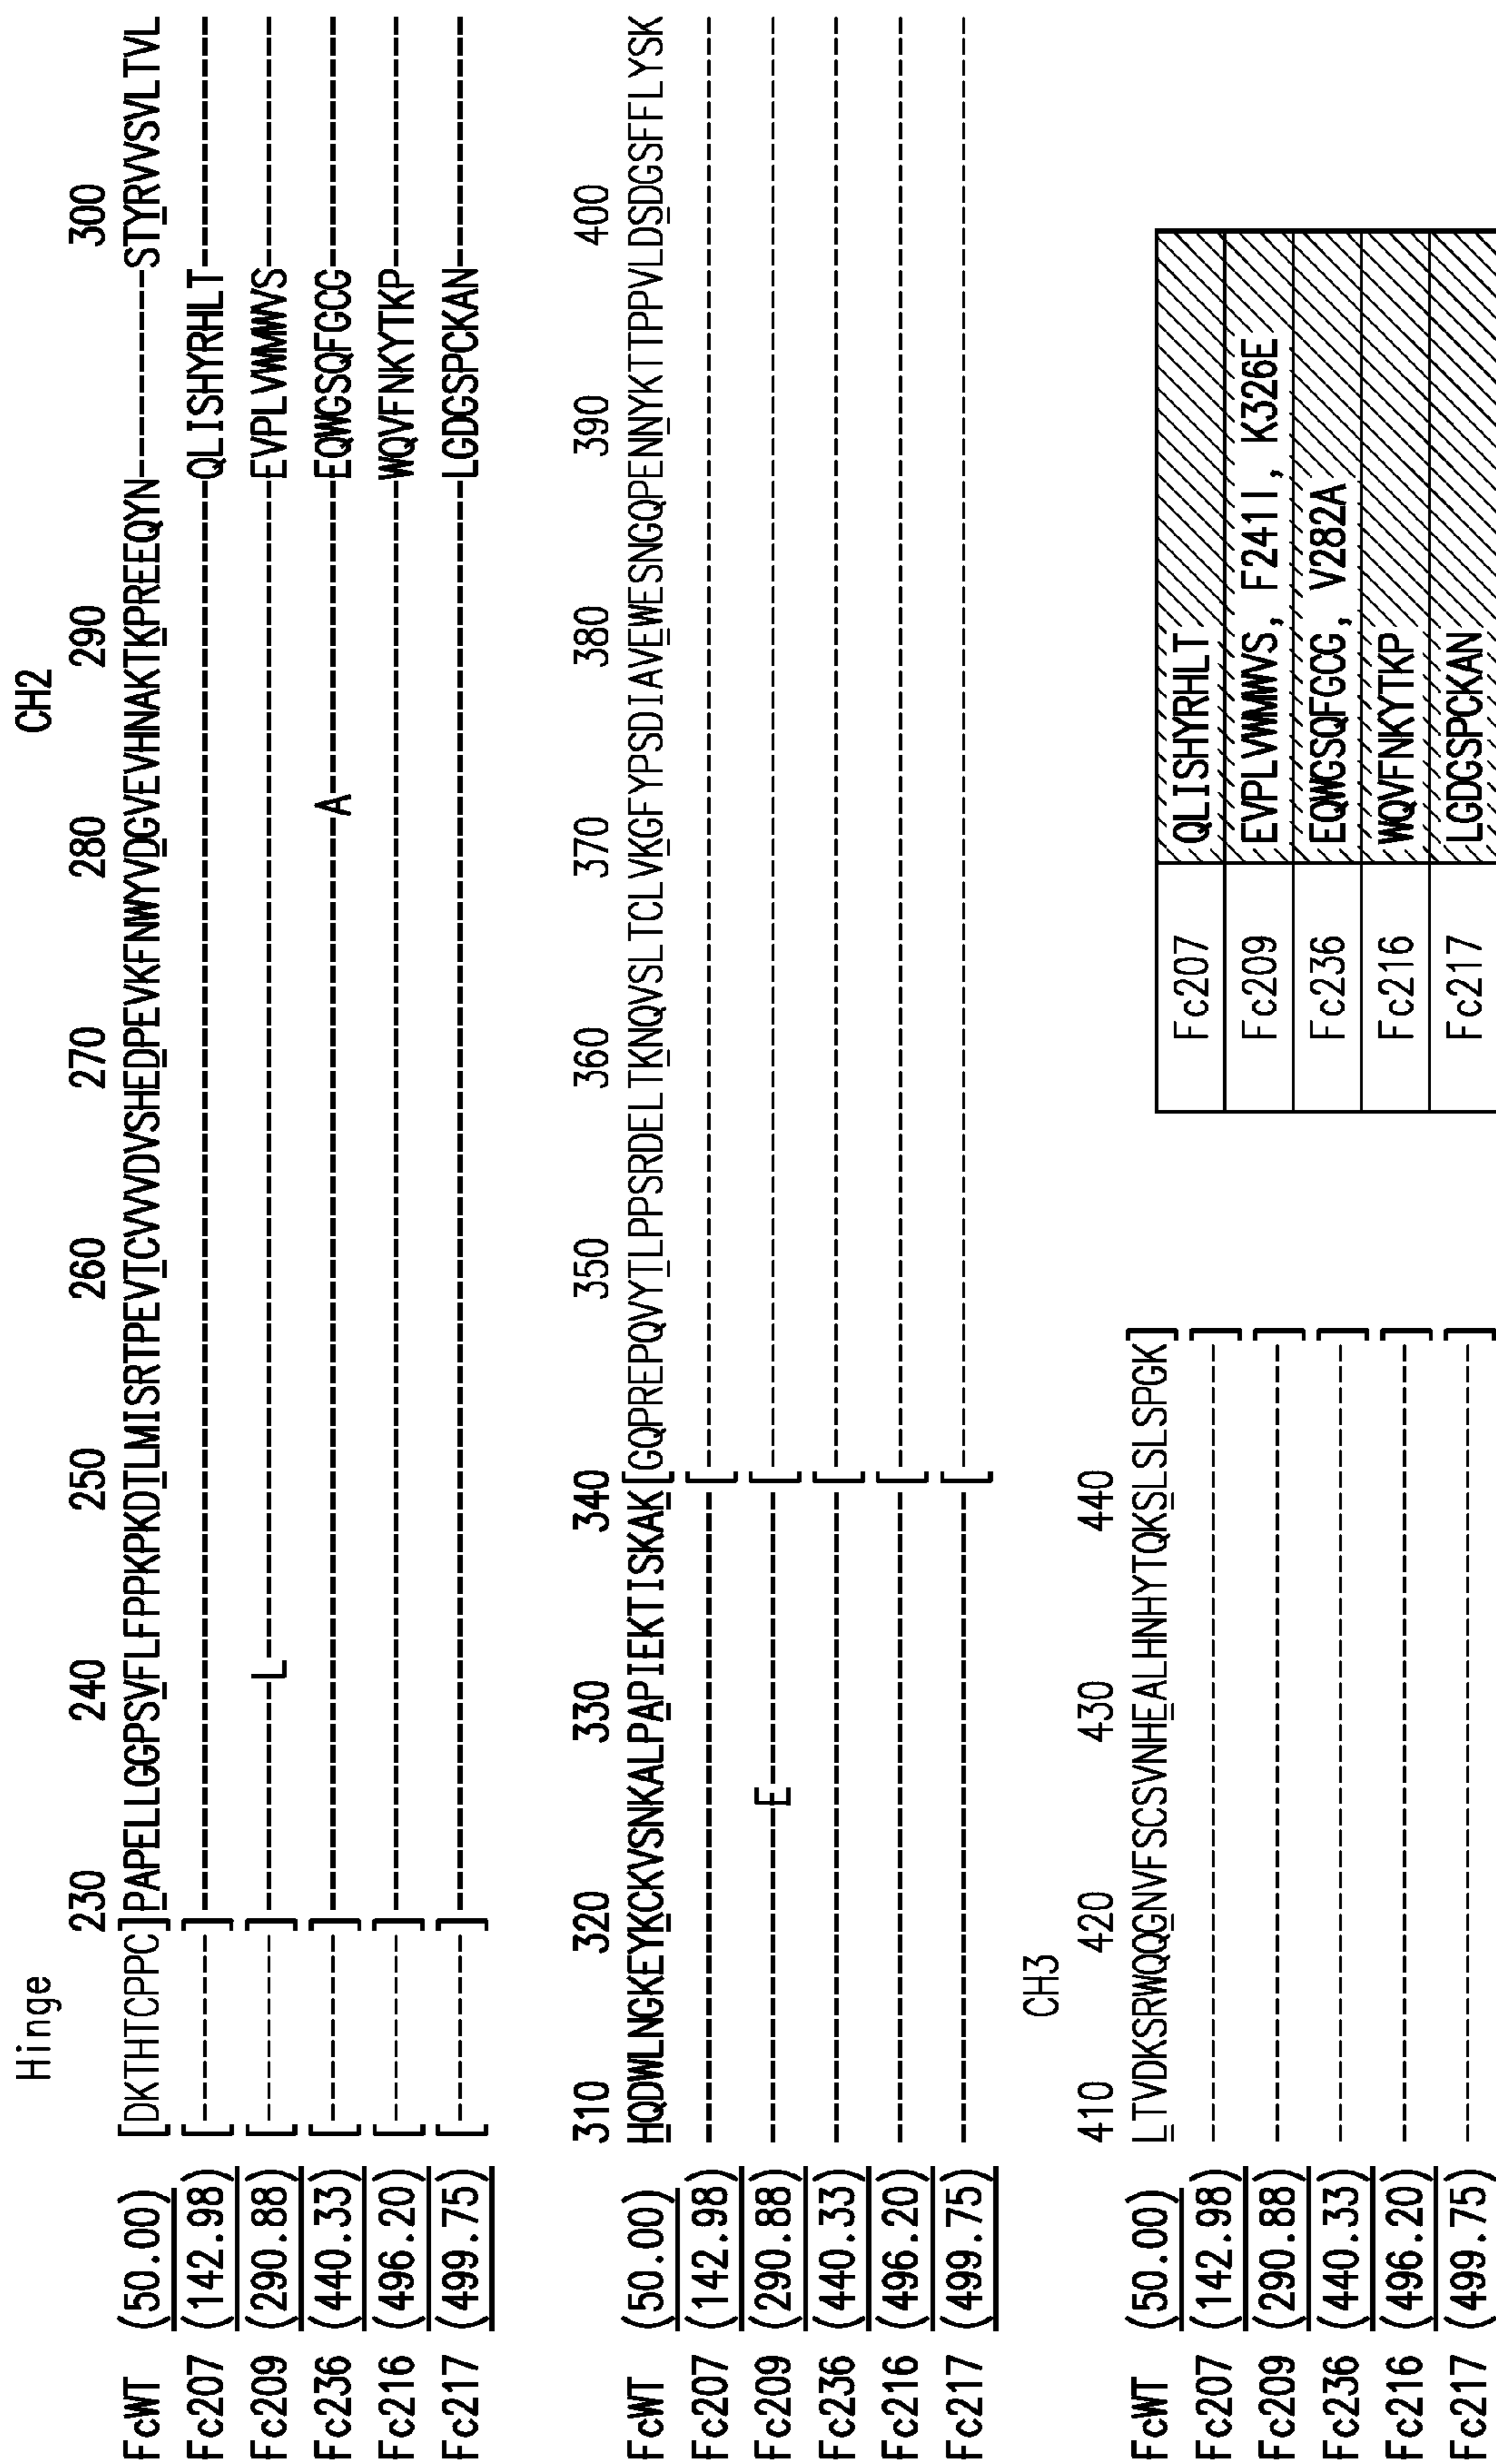 Hinge CH2
230 240 250 260 270 280 290 300
FcWT (50.00) [DKTHTCPPC]PAPELLGGPSVFLFPPKPKDTLMISRTPEVTCVVVDVSHEDPEVKFNWYVDGVEVHNAKTKPREEQYN----------STYRVVSVLTVL
Fc207 (142.98) [---------]-------------------------------------------------------------------QLISHYRHLT------------
Fc209 (290.88) [---------]----------L--------------------------------------------------------EVPLVWMWVS------------
Fc236 (440.33) [---------]---------------------------------------------------A---------------EQWGSQFGCG------------
Fc216 (496.20) [---------]-------------------------------------------------------------------WQVFNKYTKP------------
Fc217 (499.75) [---------]-------------------------------------------------------------------LGDGSPCKAN------------
310 320 330 340 350 360 370 380 390 400
FcWT (50.00) HQDWLNGKEYKCKVSNKALPAPIEKTISKAK[GQPREPQVYTLPPSRDELTKNQVSLTCLVKGFYPSDIAVEWESNGQPENNYKTTPPVLDSDGSFFLYSK
Fc207 (142.98) -------------------------------[---------------------------------------------------------------------
Fc209 (290.88) ----------------E--------------[---------------------------------------------------------------------
Fc236 (440.33) -------------------------------[---------------------------------------------------------------------
Fc216 (496.20) -------------------------------[---------------------------------------------------------------------
Fc217 (499.75) -------------------------------[---------------------------------------------------------------------
CH3
410 420 430 440
FcWT (50.00) LTVDKSRWQQGNVFSCSVNHEALHNHYTQKSLSLSPGK]
Fc207 (142.98) --------------------------------------]
Fc209 (290.88) --------------------------------------]
Fc236 (440.33) --------------------------------------]
Fc216 (496.20) --------------------------------------]
Fc217 (499.75) --------------------------------------]
Fc207 QLISHYRHLT
Fc209 EVPLVWMWVS, F241l, K326E
Fc236 EQWGSQFGCG, V282A
Fc216 WQVFNKYTKP
Fc217 LGDGSPCKAN